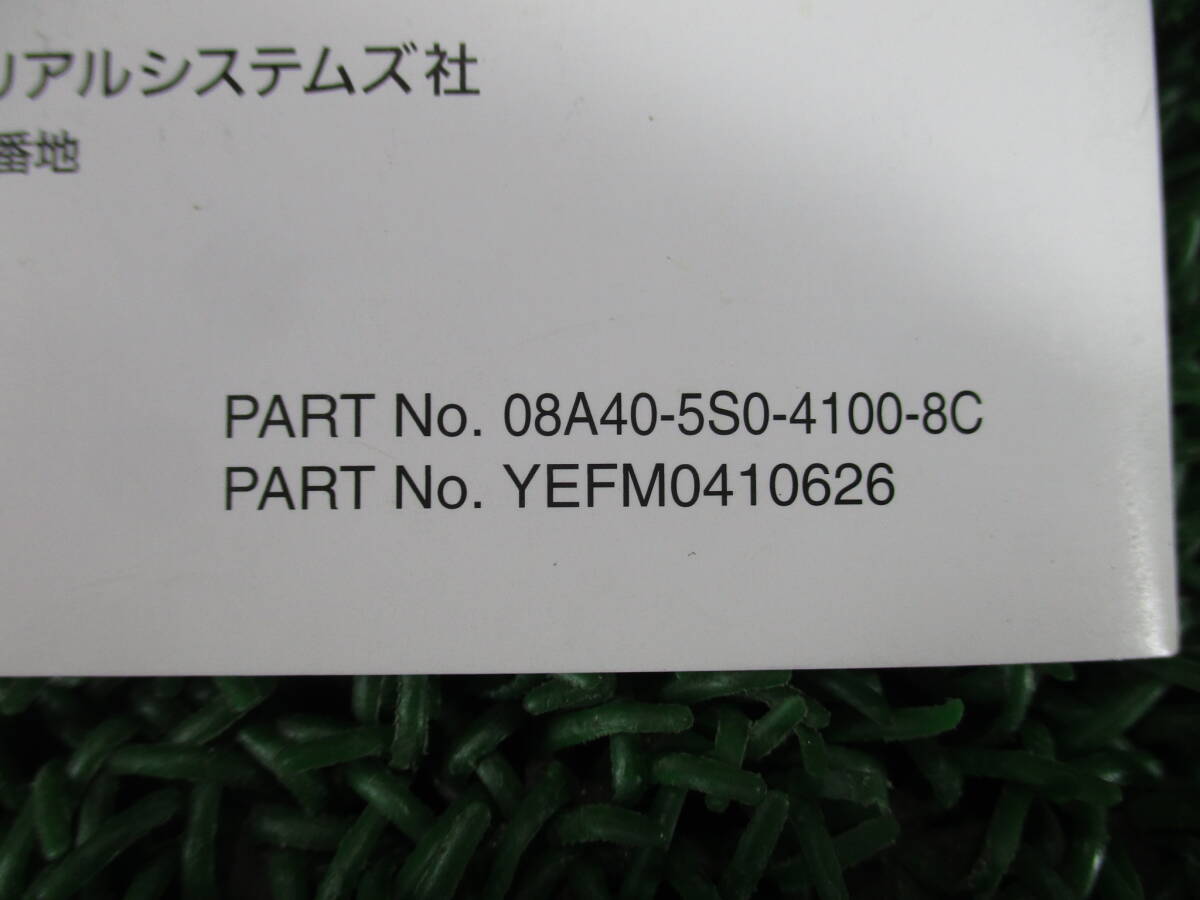 リアルシステムズ社
番地
PART No. 08A40-5S0-4100-8C
PART No. YEFM0410626